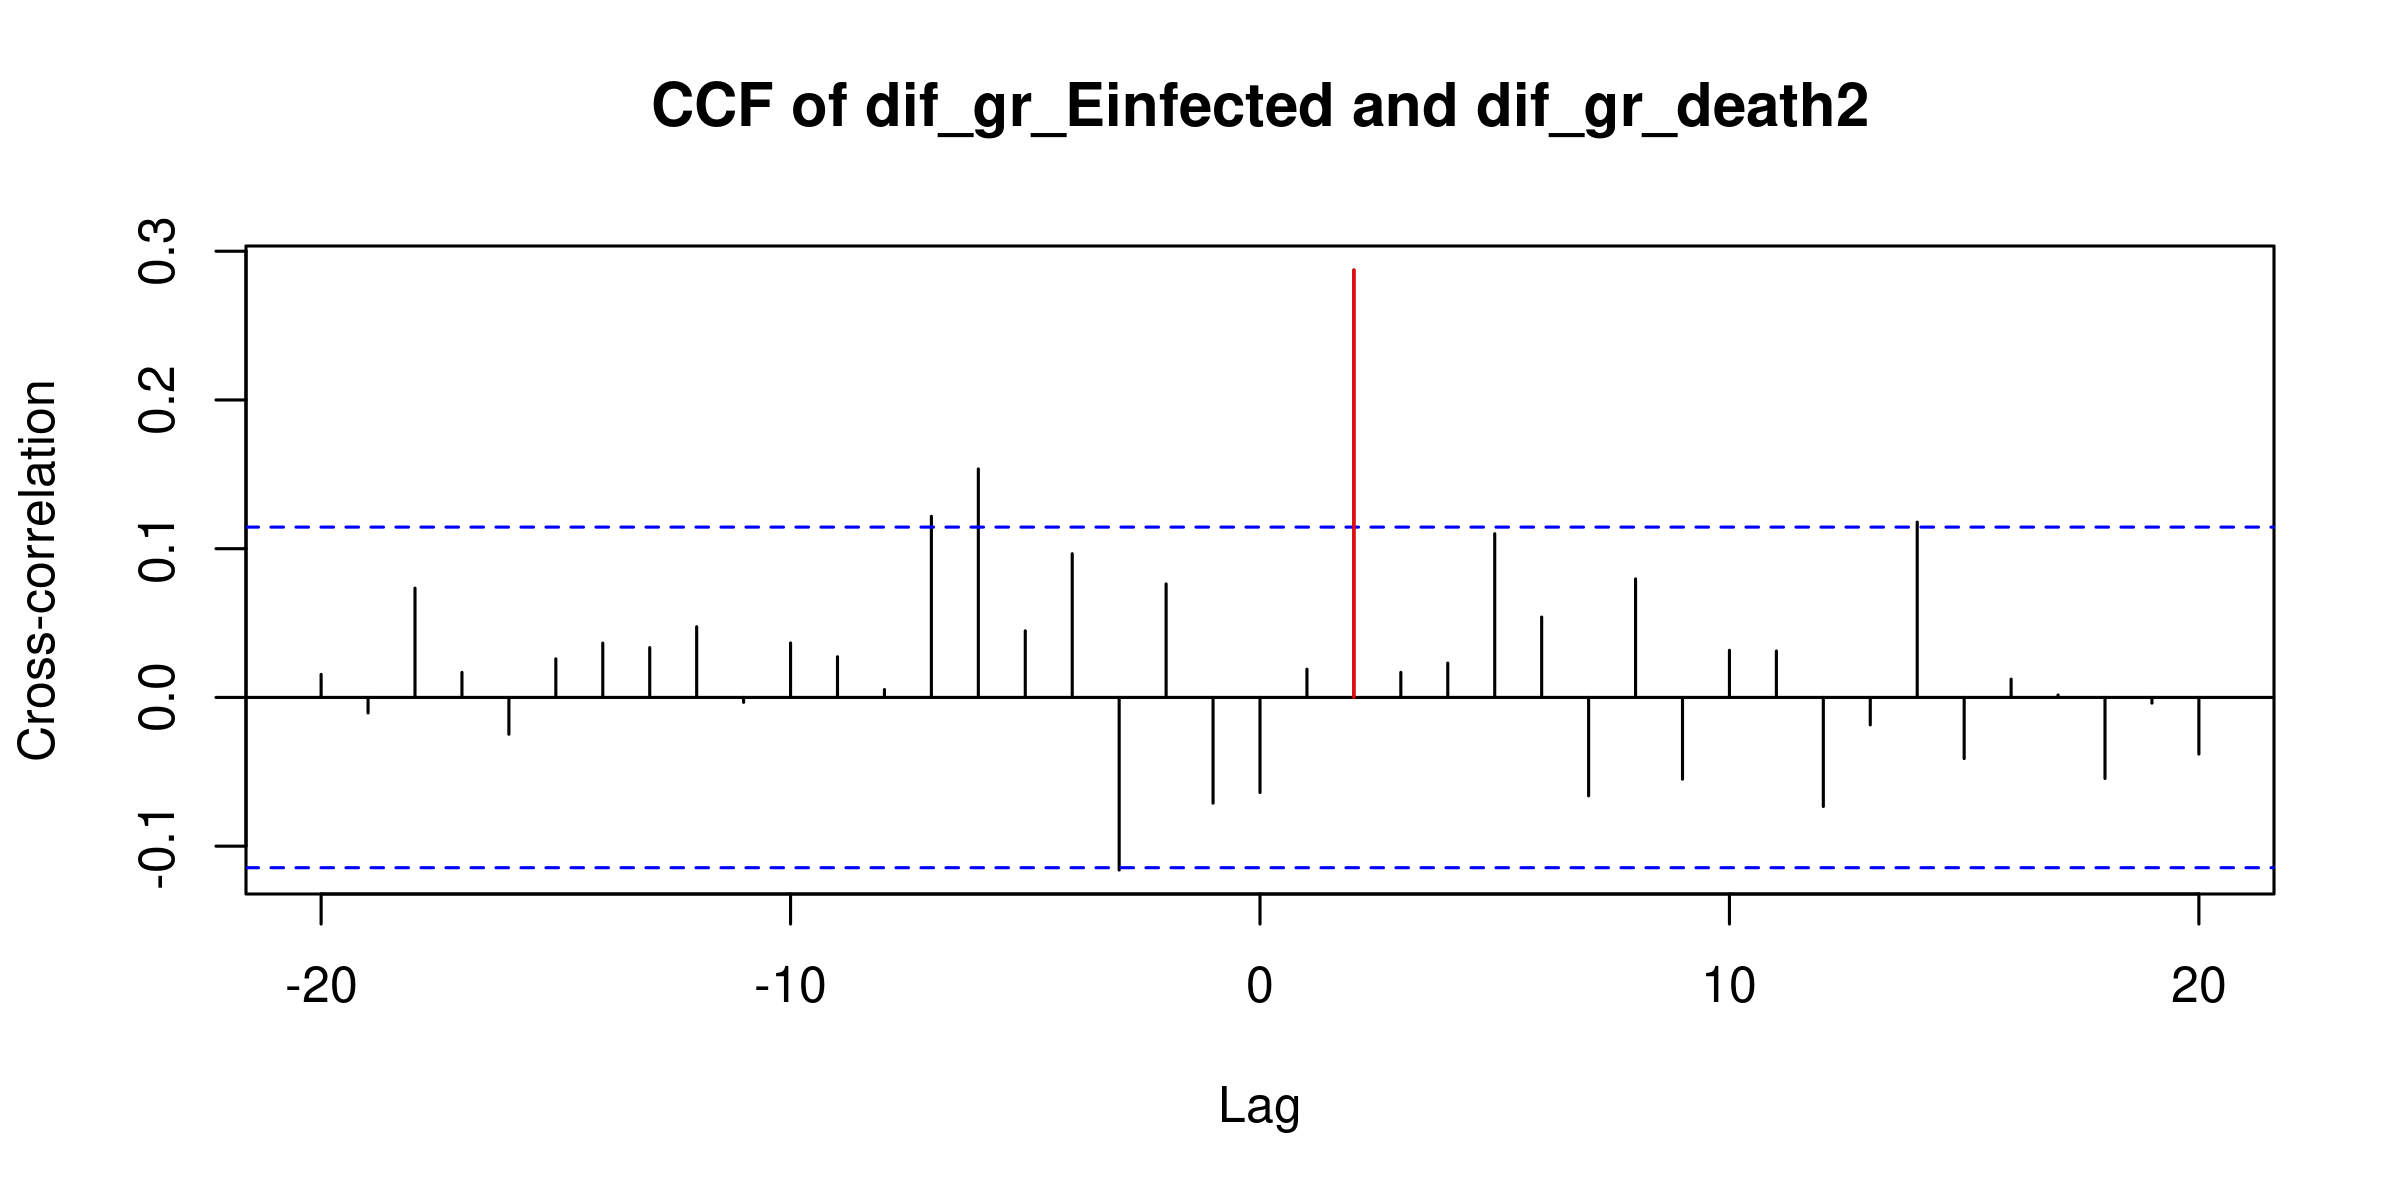 CCF of dif_gr_Einfected and dif_gr_death2
Cross-correlation
0.3
0.2
0.1
0.0
-0.1
-20 -10 0 10 20
Lag